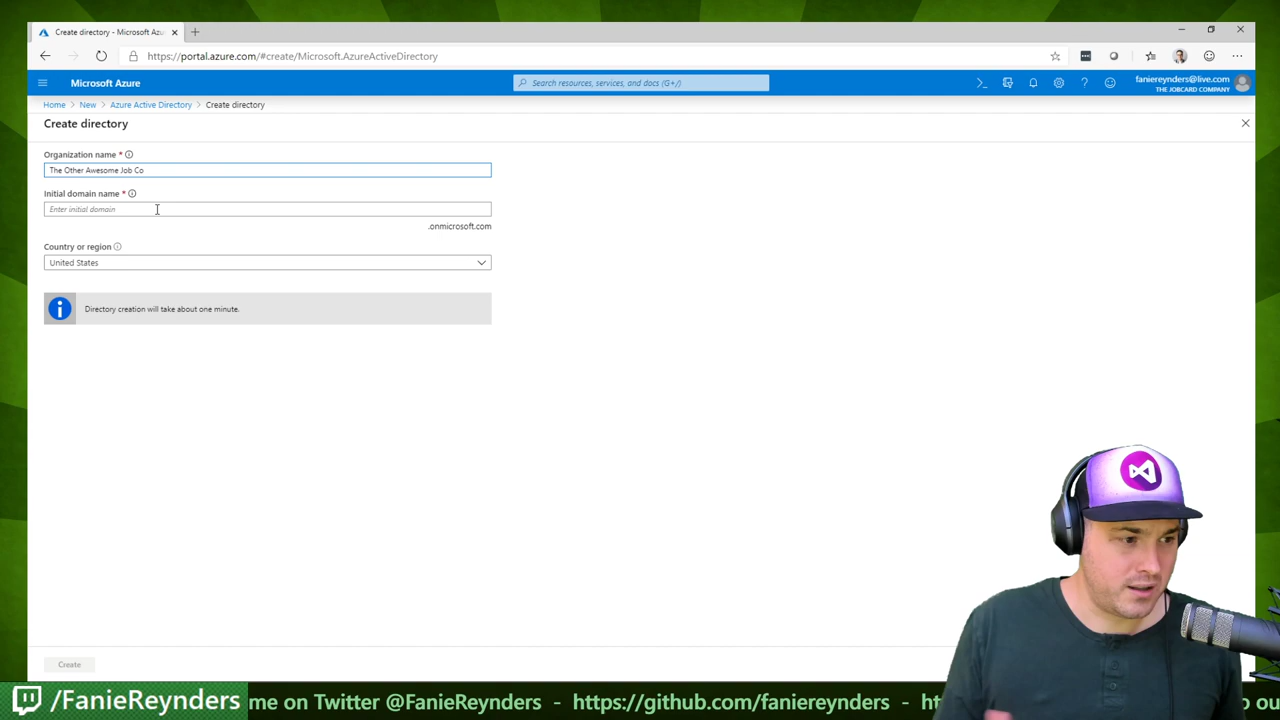 Create directory - Microsoft Azu
https://portal.azure.com/#create/Microsoft.AzureActiveDirectory
Microsoft Azure
Search resources, services, and docs (G+/)
faniereynders@live.com
THE JOBCARD COMPANY
Home > New > Azure Active Directory > Create directory
Create directory
Organization name *
The Other Awesome Job Co
Initial domain name *
Enter initial domain
.onmicrosoft.com
Country or region
United States
Directory creation will take about one minute.
Create
/FanieReynders
me on Twitter @FanieReynders - https://github.com/faniereynders - ht